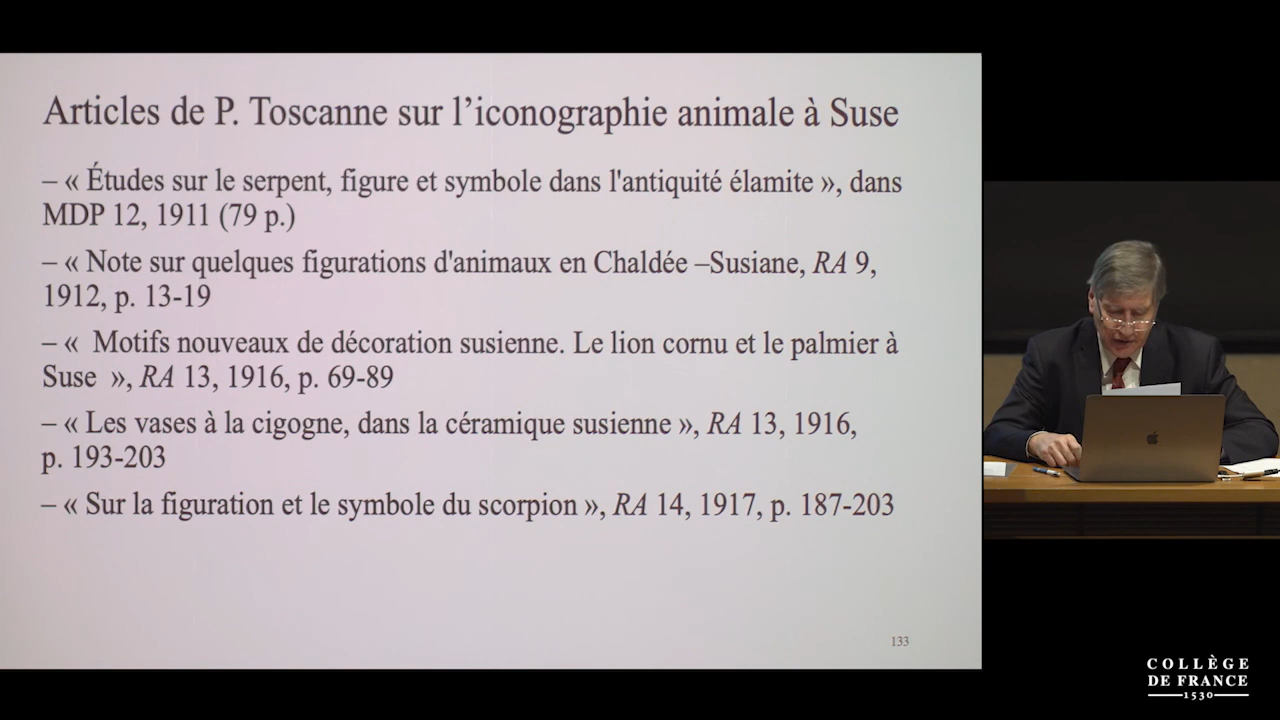 Articles de P. Toscanne sur l’iconographie animale à Suse
– « Études sur le serpent, figure et symbole dans l'antiquité élamite », dans
MDP 12, 1911 (79 p.)
– « Note sur quelques figurations d'animaux en Chaldée –Susiane, RA 9,
1912, p. 13-19
– «  Motifs nouveaux de décoration susienne. Le lion cornu et le palmier à
Suse  », RA 13, 1916, p. 69-89
– « Les vases à la cigogne, dans la céramique susienne », RA 13, 1916,
p. 193-203
– « Sur la figuration et le symbole du scorpion », RA 14, 1917, p. 187-203
133
COLLÈGE
DE FRANCE
1530